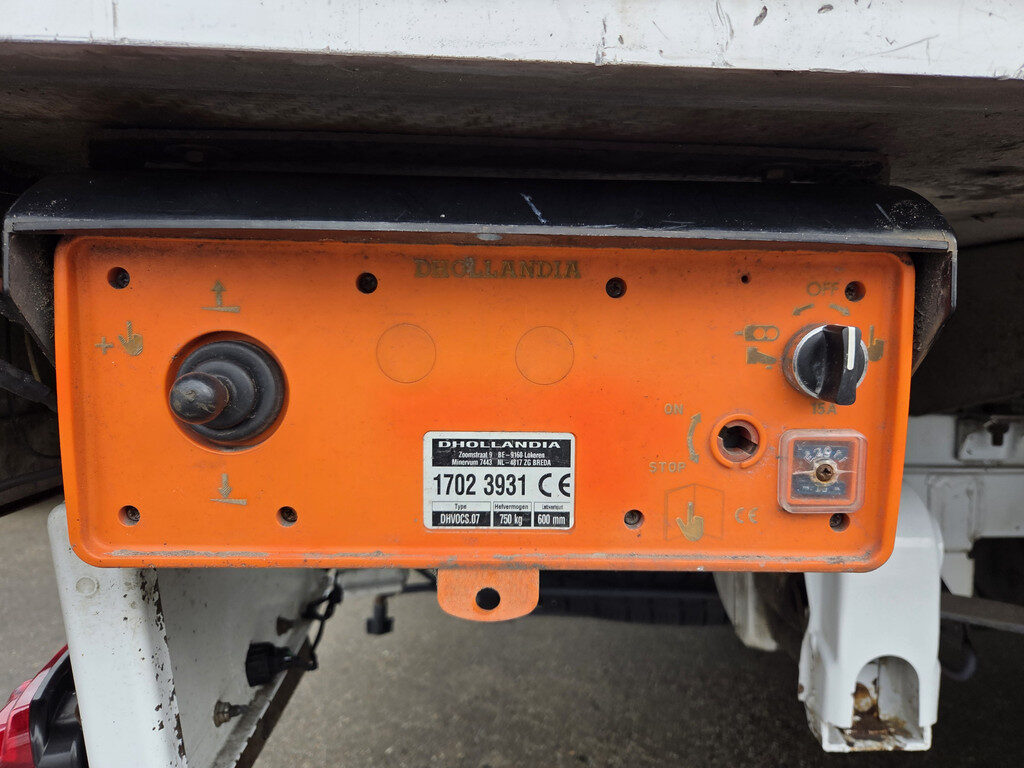 DHOLLANDIA
OFF
15A
ON
STOP
DHOLLANDIA
Zoomstraat 9 BE-9160 Lokeren
Minervum 7443 NL-4817 ZG BREDA
1702 3931 CE
Type Hefvermogen
DHVOCS.07 750 kg 600 mm
CE